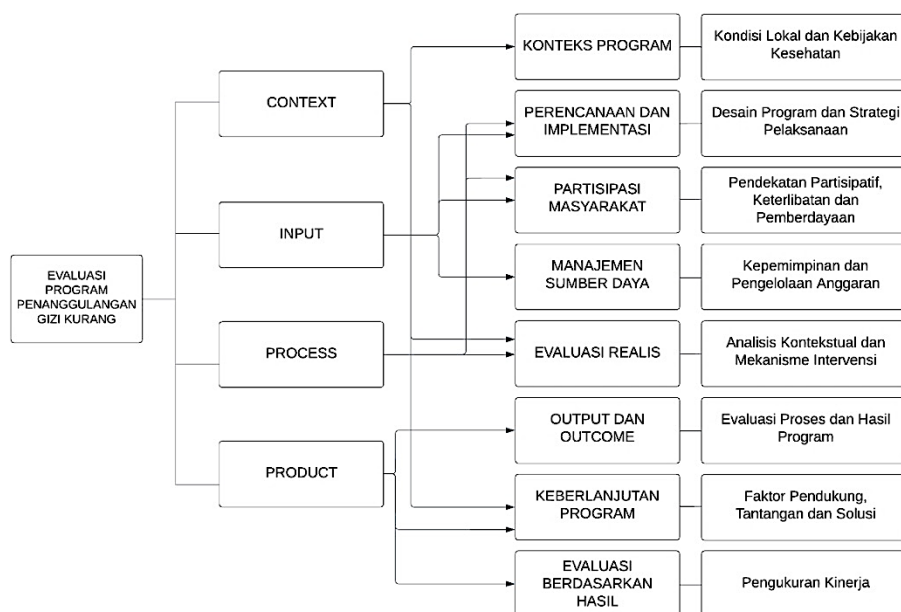 EVALUASI
PROGRAM
PENANGGULANGAN
GIZI KURANG
CONTEXT
INPUT
PROCESS
PRODUCT
KONTEKS PROGRAM
Kondisi Lokal dan Kebijakan
Kesehatan
PERENCANAAN DAN
IMPLEMENTASI
Desain Program dan Strategi
Pelaksanaan
PARTISIPASI
MASYARAKAT
Pendekatan Partisipatif,
Keterlibatan dan
Pemberdayaan
MANAJEMEN
SUMBER DAYA
Kepemimpinan dan
Pengelolaan Anggaran
EVALUASI REALIS
Analisis Kontekstual dan
Mekanisme Intervensi
OUTPUT DAN
OUTCOME
Evaluasi Proses dan Hasil
Program
KEBERLANJUTAN
PROGRAM
Faktor Pendukung,
Tantangan dan Solusi
EVALUASI
BERDASARKAN
HASIL
Pengukuran Kinerja